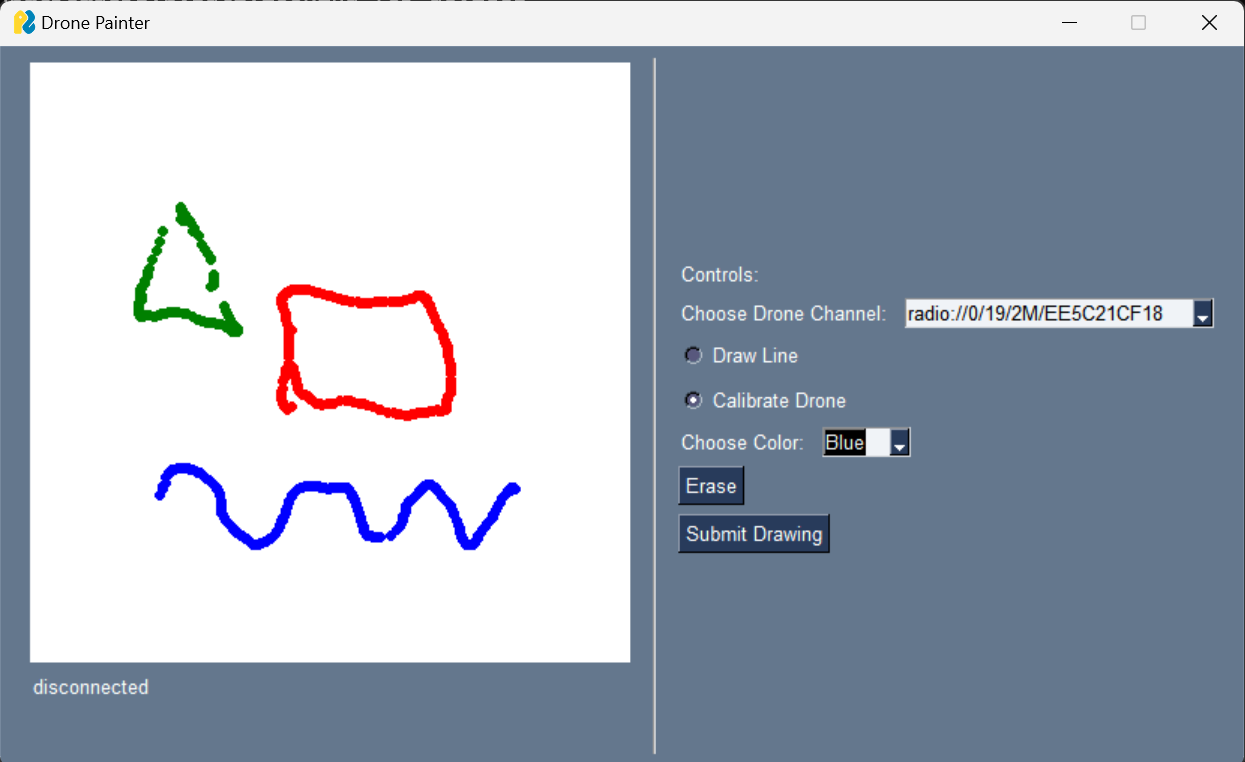 Drone Painter
Controls:
Choose Drone Channel: radio://0/19/2M/EE5C21CF18
Draw Line
Calibrate Drone
Choose Color: Blue
Erase
Submit Drawing
disconnected